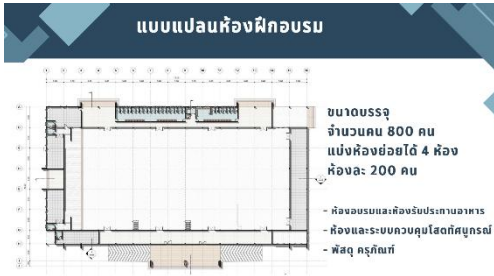 แบบแปลนห้องฝึกอบรม
ขนาดบรรจุ
จำนวนคน 800 คน
แบ่งห้องย่อยได้ 4 ห้อง
ห้องละ 200 คน
- ห้องอบรมและห้องรับประทานอาหาร
- ห้องและระบบควบคุมโสตทัศนูกรณ์
- พัสดุ ครุภัณฑ์